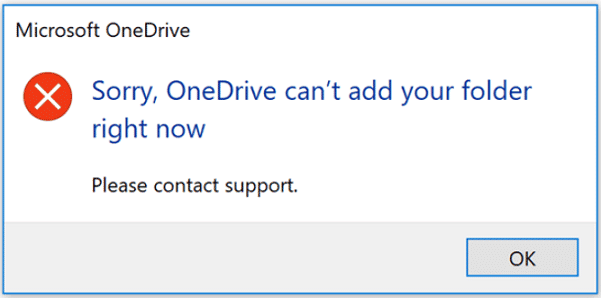 Microsoft OneDrive
Sorry, OneDrive can’t add your folder
right now
Please contact support.
OK